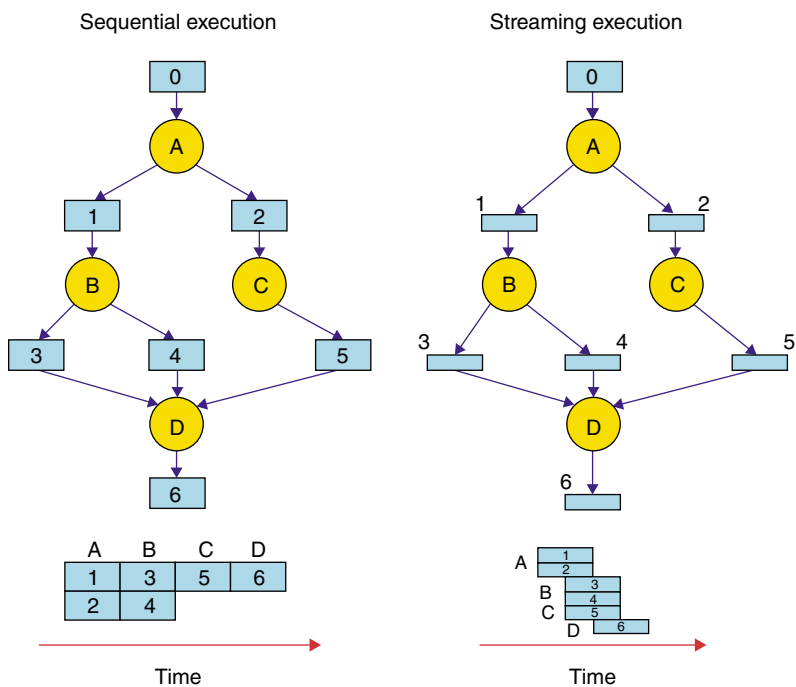 Sequential execution
0
A
1 2
B C
3 4 5
D
6
A B C D
1 3 5 6
2 4
Time
Streaming execution
0
A
1 2
B C
3 4 5
D
6
A 1
2
B 3
4
C 5
D 6
Time